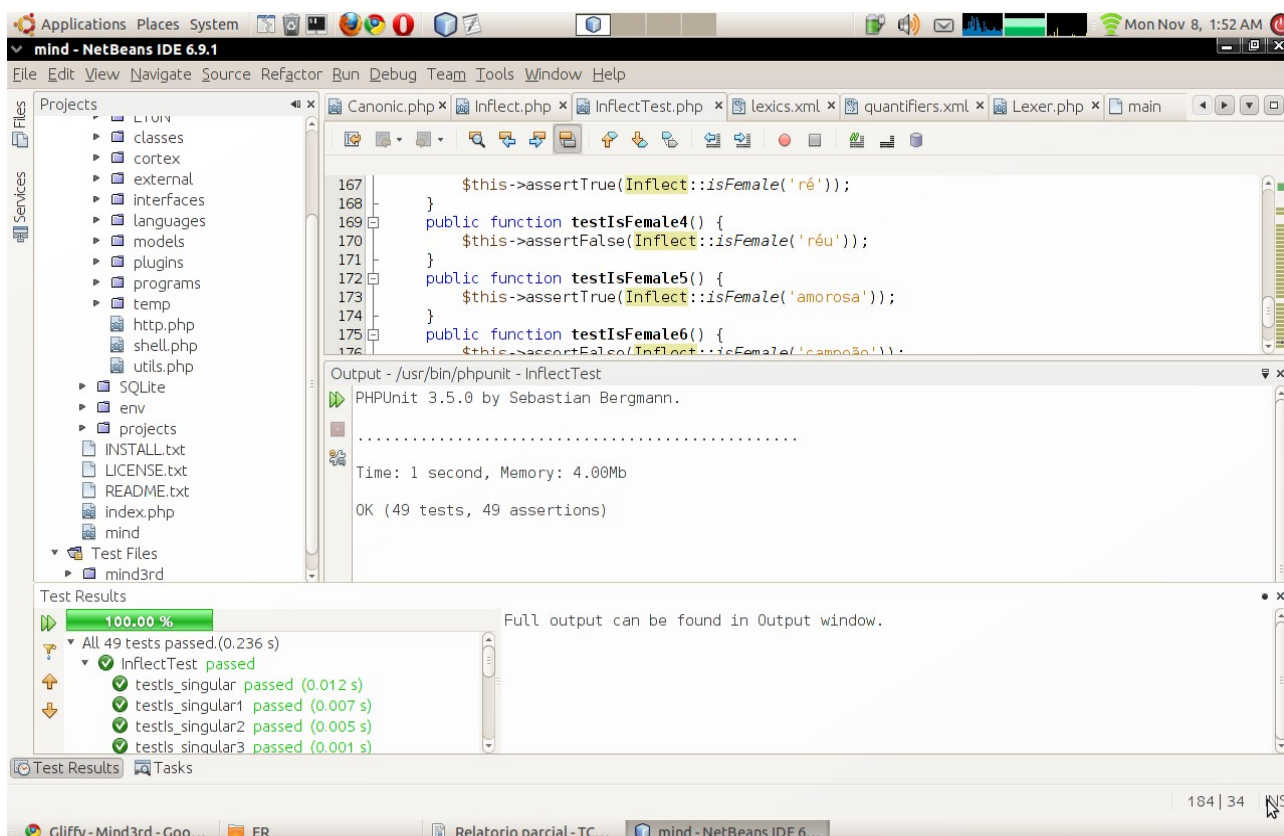 Applications Places System Mon Nov 8, 1:52 AM
mind - NetBeans IDE 6.9.1
File Edit View Navigate Source Refactor Run Debug Team Tools Window Help
Files
Services
Projects
classes
cortex
external
interfaces
languages
models
plugins
programs
temp
http.php
shell.php
utils.php
SQLite
env
projects
INSTALL.txt
LICENSE.txt
README.txt
index.php
mind
Test Files
mind3rd
Canonic.php Inflect.php InflectTest.php lexics.xml quantifiers.xml Lexer.php main
167 $this->assertTrue(Inflect::isFemale('ré'));
168 }
169 public function testIsFemale4() {
170 $this->assertFalse(Inflect::isFemale('réu'));
171 }
172 public function testIsFemale5() {
173 $this->assertTrue(Inflect::isFemale('amorosa'));
174 }
175 public function testIsFemale6() {
176 $this->assertFalse(Inflect::isFemale('campeão'));
Output - /usr/bin/phpunit - InflectTest
PHPUnit 3.5.0 by Sebastian Bergmann.
.................................................
Time: 1 second, Memory: 4.00Mb
OK (49 tests, 49 assertions)
Test Results
100.00 %
All 49 tests passed.(0.236 s)
InflectTest passed
testIs_singular passed (0.012 s)
testIs_singular1 passed (0.007 s)
testIs_singular2 passed (0.005 s)
testIs_singular3 passed (0.001 s)
Full output can be found in Output window.
Test Results Tasks
184 | 34 INS
Gliffy - Mind3rd - Goo... ER Relatorio parcial - TC... mind - NetBeans IDE 6....